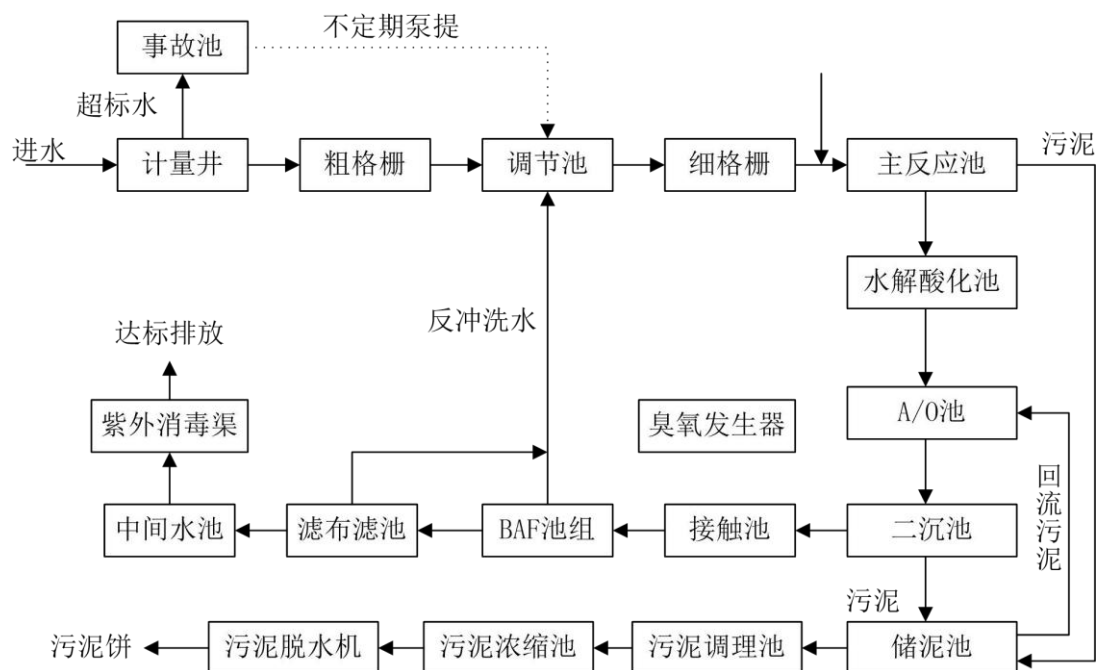 不定期泵提
事故池
超标水
进水
计量井
粗格栅
调节池
细格栅
主反应池
污泥
水解酸化池
反冲洗水
达标排放
紫外消毒渠
臭氧发生器
A/O池
回流污泥
中间水池
滤布滤池
BAF池组
接触池
二沉池
污泥
污泥饼
污泥脱水机
污泥浓缩池
污泥调理池
储泥池